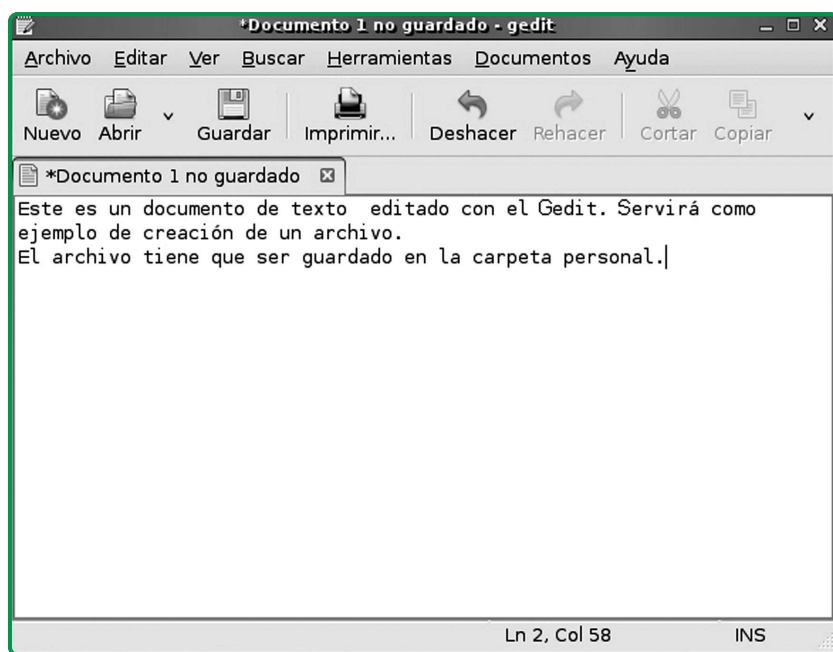 *Documento 1 no guardado - gedit
Archivo Editar Ver Buscar Herramientas Documentos Ayuda
Nuevo Abrir Guardar Imprimir... Deshacer Rehacer Cortar Copiar
*Documento 1 no guardado
Este es un documento de texto  editado con el Gedit. Servirá como
ejemplo de creación de un archivo.
El archivo tiene que ser guardado en la carpeta personal.
Ln 2, Col 58 INS